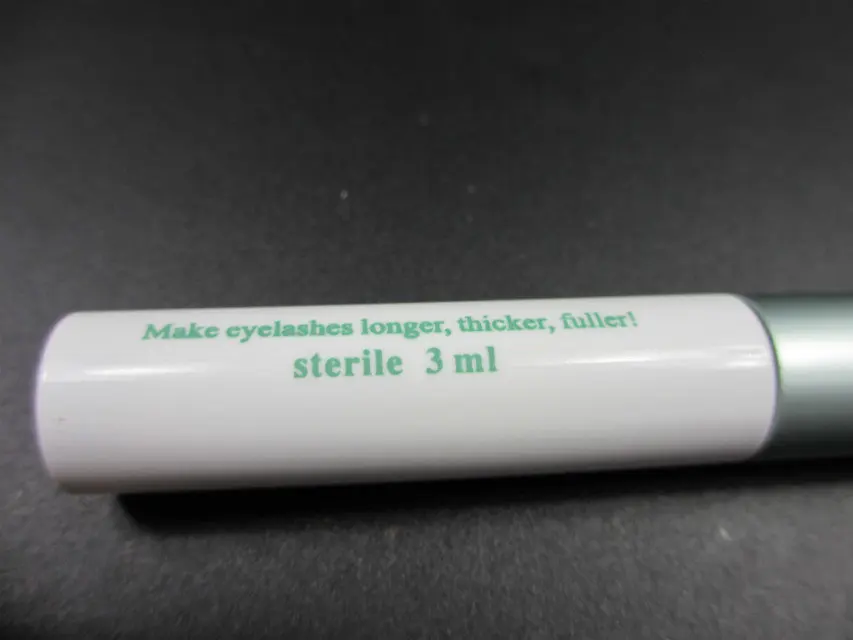 Make eyelashes longer, thicker, fuller!
sterile 3 ml